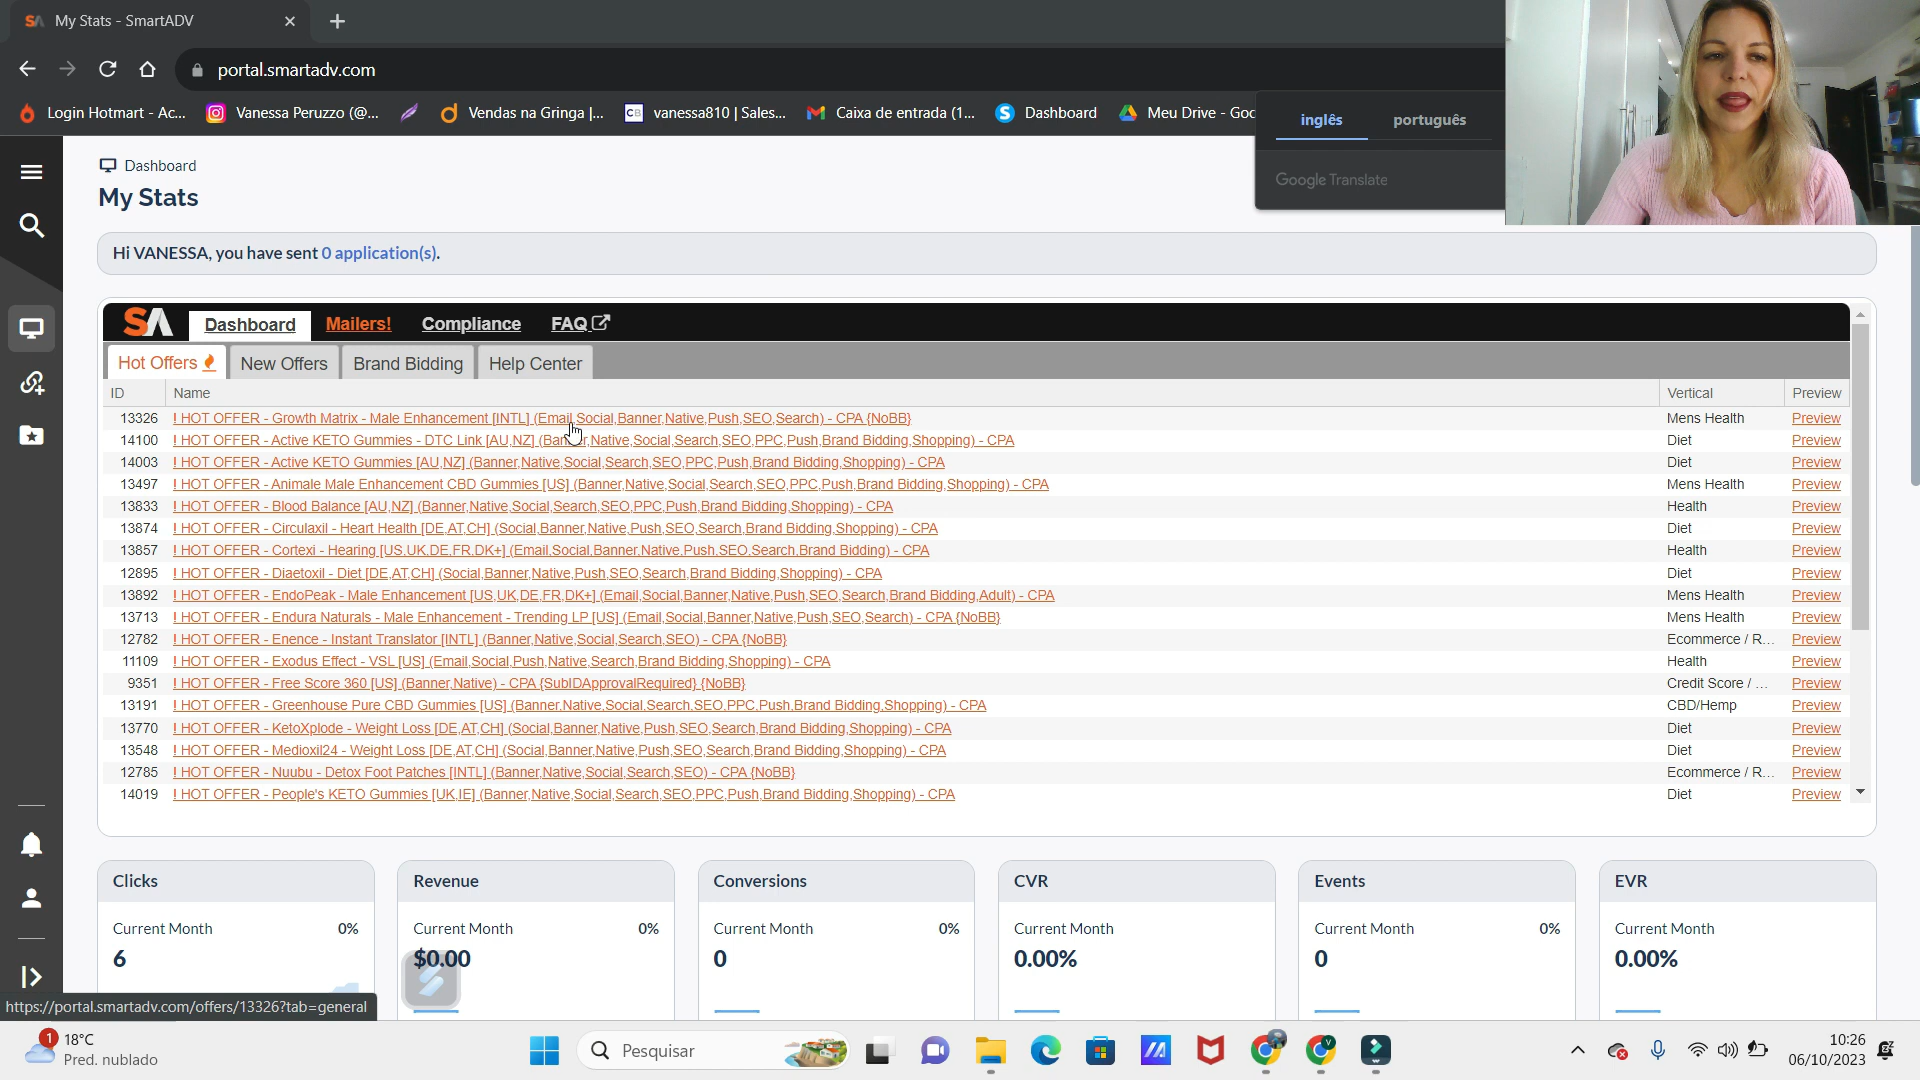 My Stats - SmartADV
portal.smartadv.com
Login Hotmart - Ac...
Vanessa Peruzzo (@...
Vendas na Gringa |...
CB vanessa810 | Sales...
Caixa de entrada (1...
Dashboard
Meu Drive - Goo
inglês
português
Google Translate
Dashboard
My Stats
Hi VANESSA, you have sent 0 application(s).
SA
Dashboard
Mailers!
Compliance
FAQ
Hot Offers
New Offers
Brand Bidding
Help Center
ID Name Vertical Preview
13326 ! HOT OFFER - Growth Matrix - Male Enhancement [INTL] (Email,Social,Banner,Native,Push,SEO,Search) - CPA {NoBB} Mens Health Preview
14100 ! HOT OFFER - Active KETO Gummies - DTC Link [AU,NZ] (Banner,Native,Social,Search,SEO,PPC,Push,Brand Bidding,Shopping) - CPA Diet Preview
14003 ! HOT OFFER - Active KETO Gummies [AU,NZ] (Banner,Native,Social,Search,SEO,PPC,Push,Brand Bidding,Shopping) - CPA Diet Preview
13497 ! HOT OFFER - Animale Male Enhancement CBD Gummies [US] (Banner,Native,Social,Search,SEO,PPC,Push,Brand Bidding,Shopping) - CPA Mens Health Preview
13833 ! HOT OFFER - Blood Balance [AU,NZ] (Banner,Native,Social,Search,SEO,PPC,Push,Brand Bidding,Shopping) - CPA Health Preview
13874 ! HOT OFFER - Circulaxil - Heart Health [DE,AT,CH] (Social,Banner,Native,Push,SEO,Search,Brand Bidding,Shopping) - CPA Diet Preview
13857 ! HOT OFFER - Cortexi - Hearing [US,UK,DE,FR,DK+] (Email,Social,Banner,Native,Push,SEO,Search,Brand Bidding) - CPA Health Preview
12895 ! HOT OFFER - Diaetoxil - Diet [DE,AT,CH] (Social,Banner,Native,Push,SEO,Search,Brand Bidding,Shopping) - CPA Diet Preview
13892 ! HOT OFFER - EndoPeak - Male Enhancement [US,UK,DE,FR,DK+] (Email,Social,Banner,Native,Push,SEO,Search,Brand Bidding,Adult) - CPA Mens Health Preview
13713 ! HOT OFFER - Endura Naturals - Male Enhancement - Trending LP [US] (Email,Social,Banner,Native,Push,SEO,Search) - CPA {NoBB} Mens Health Preview
12782 ! HOT OFFER - Enence - Instant Translator [INTL] (Banner,Native,Social,Search,SEO) - CPA {NoBB} Ecommerce / R... Preview
11109 ! HOT OFFER - Exodus Effect - VSL [US] (Email,Social,Push,Native,Search,Brand Bidding,Shopping) - CPA Health Preview
9351 ! HOT OFFER - Free Score 360 [US] (Banner,Native) - CPA {SubIDApprovalRequired} {NoBB} Credit Score / ... Preview
13191 ! HOT OFFER - Greenhouse Pure CBD Gummies [US] (Banner,Native,Social,Search,SEO,PPC,Push,Brand Bidding,Shopping) - CPA CBD/Hemp Preview
13770 ! HOT OFFER - KetoXplode - Weight Loss [DE,AT,CH] (Social,Banner,Native,Push,SEO,Search,Brand Bidding,Shopping) - CPA Diet Preview
13548 ! HOT OFFER - Medioxil24 - Weight Loss [DE,AT,CH] (Social,Banner,Native,Push,SEO,Search,Brand Bidding,Shopping) - CPA Diet Preview
12785 ! HOT OFFER - Nuubu - Detox Foot Patches [INTL] (Banner,Native,Social,Search,SEO) - CPA {NoBB} Ecommerce / R... Preview
14019 ! HOT OFFER - People's KETO Gummies [UK,IE] (Banner,Native,Social,Search,SEO,PPC,Push,Brand Bidding,Shopping) - CPA Diet Preview
Clicks Revenue Conversions CVR Events EVR
Current Month 0% Current Month 0% Current Month 0% Current Month Current Month 0% Current Month
6 $0.00 0 0.00% 0 0.00%
https://portal.smartadv.com/offers/13326?tab=general
1
18°C
Pred. nublado
Pesquisar
V
10:26
06/10/2023